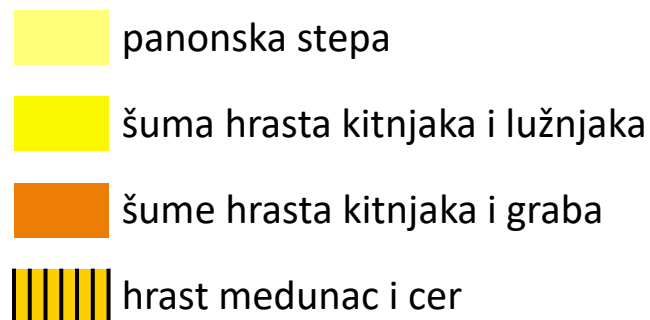 panonska stepa
šuma hrasta kitnjaka i lužnjaka
šume hrasta kitnjaka i graba
hrast medunac i cer